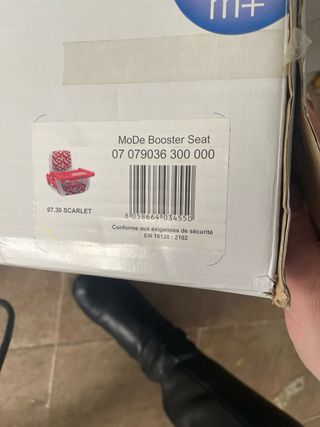 m+
MoDe Booster Seat
07 079036 300 000
07.30 SCARLET
8 058664 034550
Conforme aux exigences de sécurité
EN 16120 : 2102